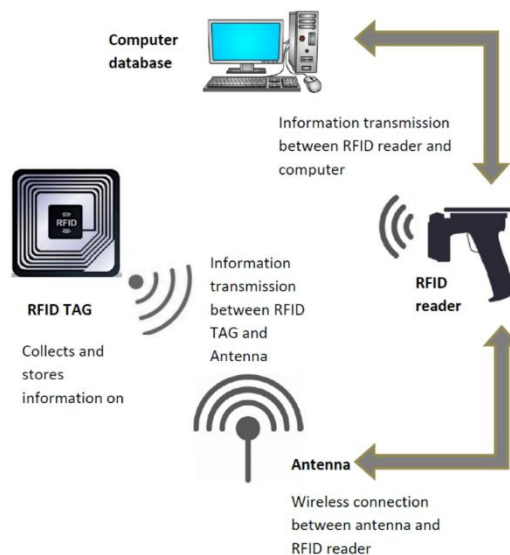 Computer
database
Information transmission
between RFID reader and
computer
RFID
RFID TAG
Collects and
stores
information on
Information
transmission
between RFID
TAG and
Antenna
RFID
reader
Antenna
Wireless connection
between antenna and
RFID reader